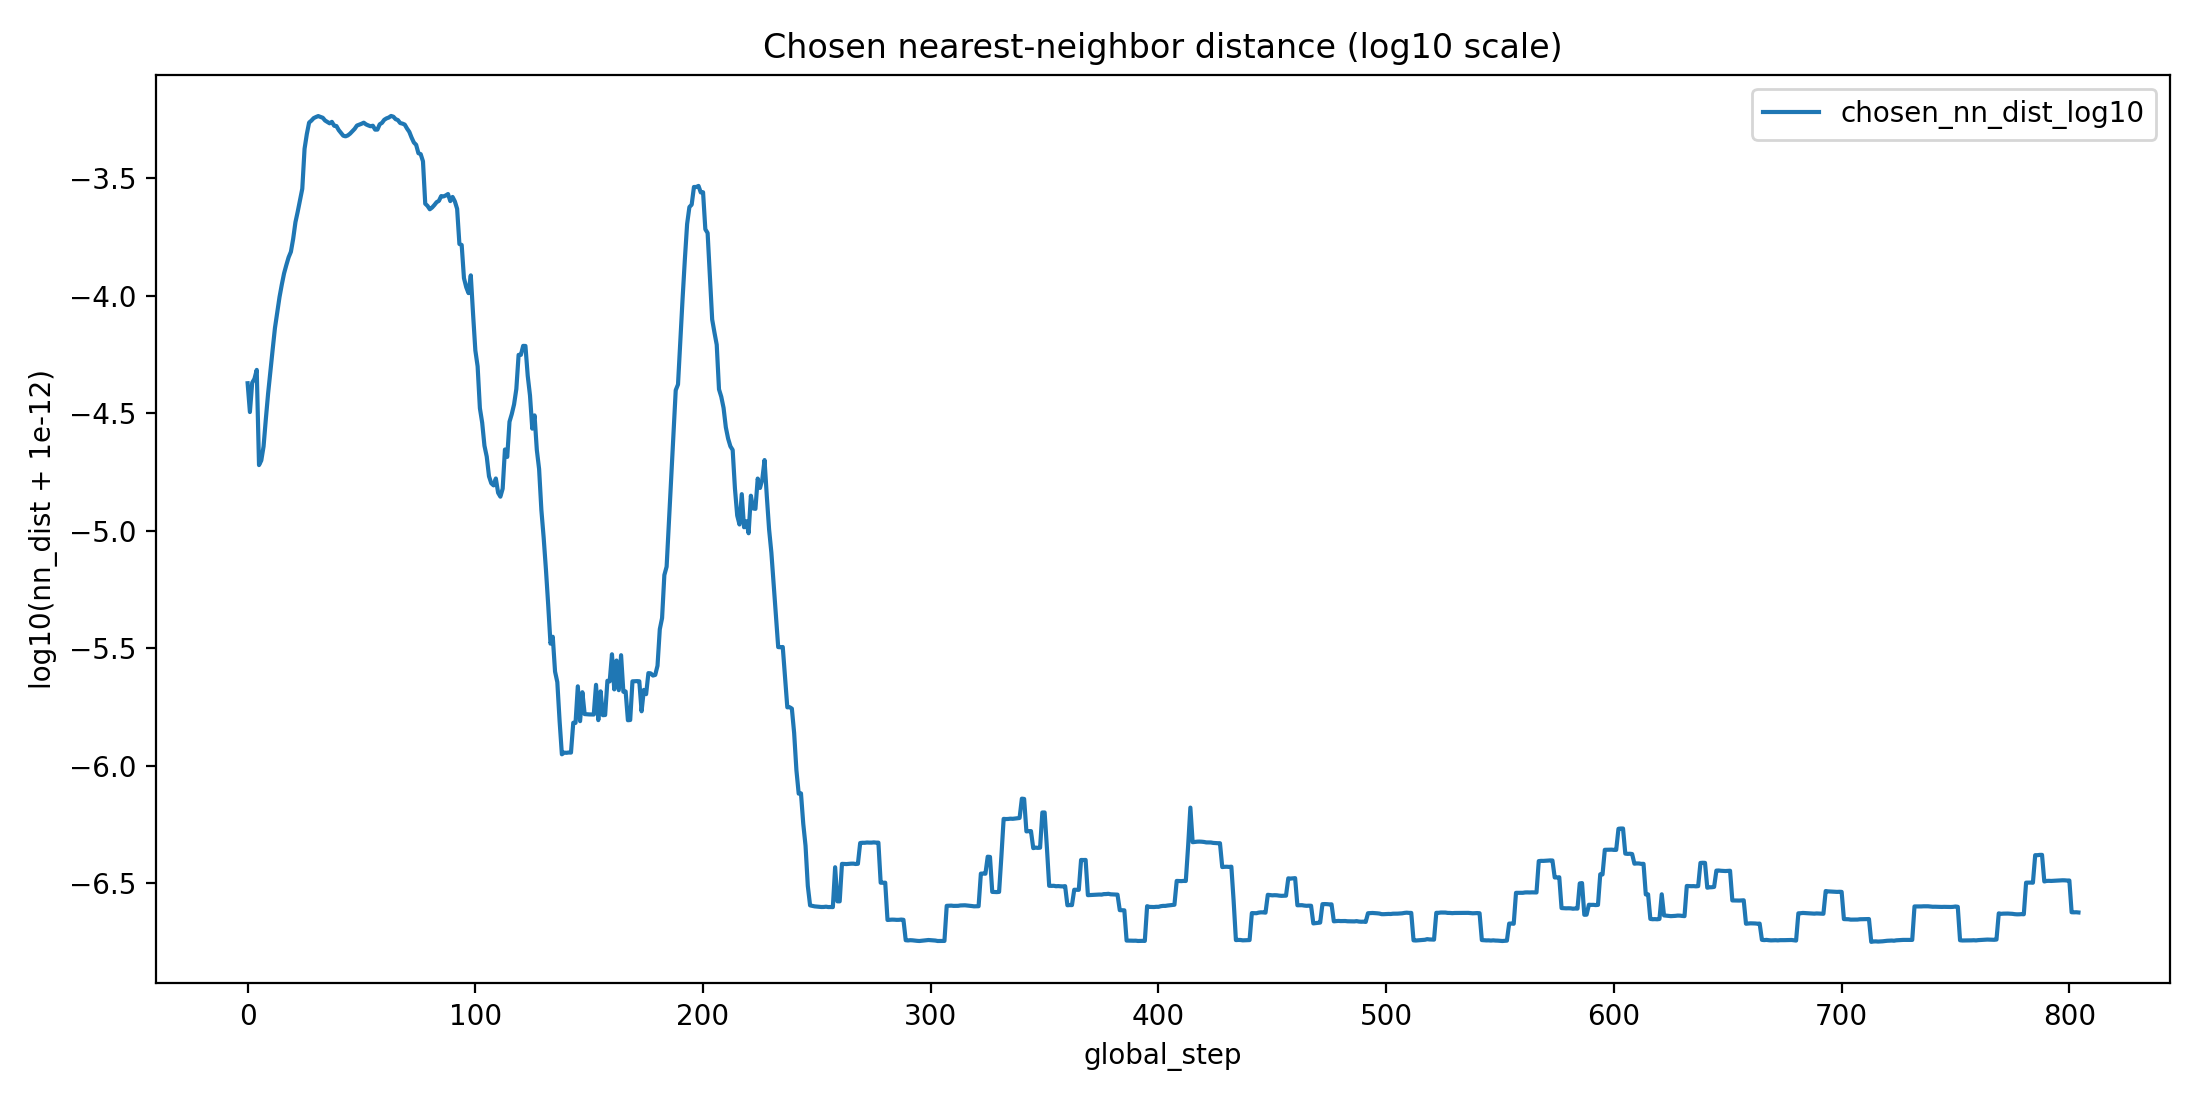 Chosen nearest-neighbor distance (log10 scale)
chosen_nn_dist_log10
log10(nn_dist + 1e-12)
−3.5
−4.0
−4.5
−5.0
−5.5
−6.0
−6.5
0 100 200 300 400 500 600 700 800
global_step